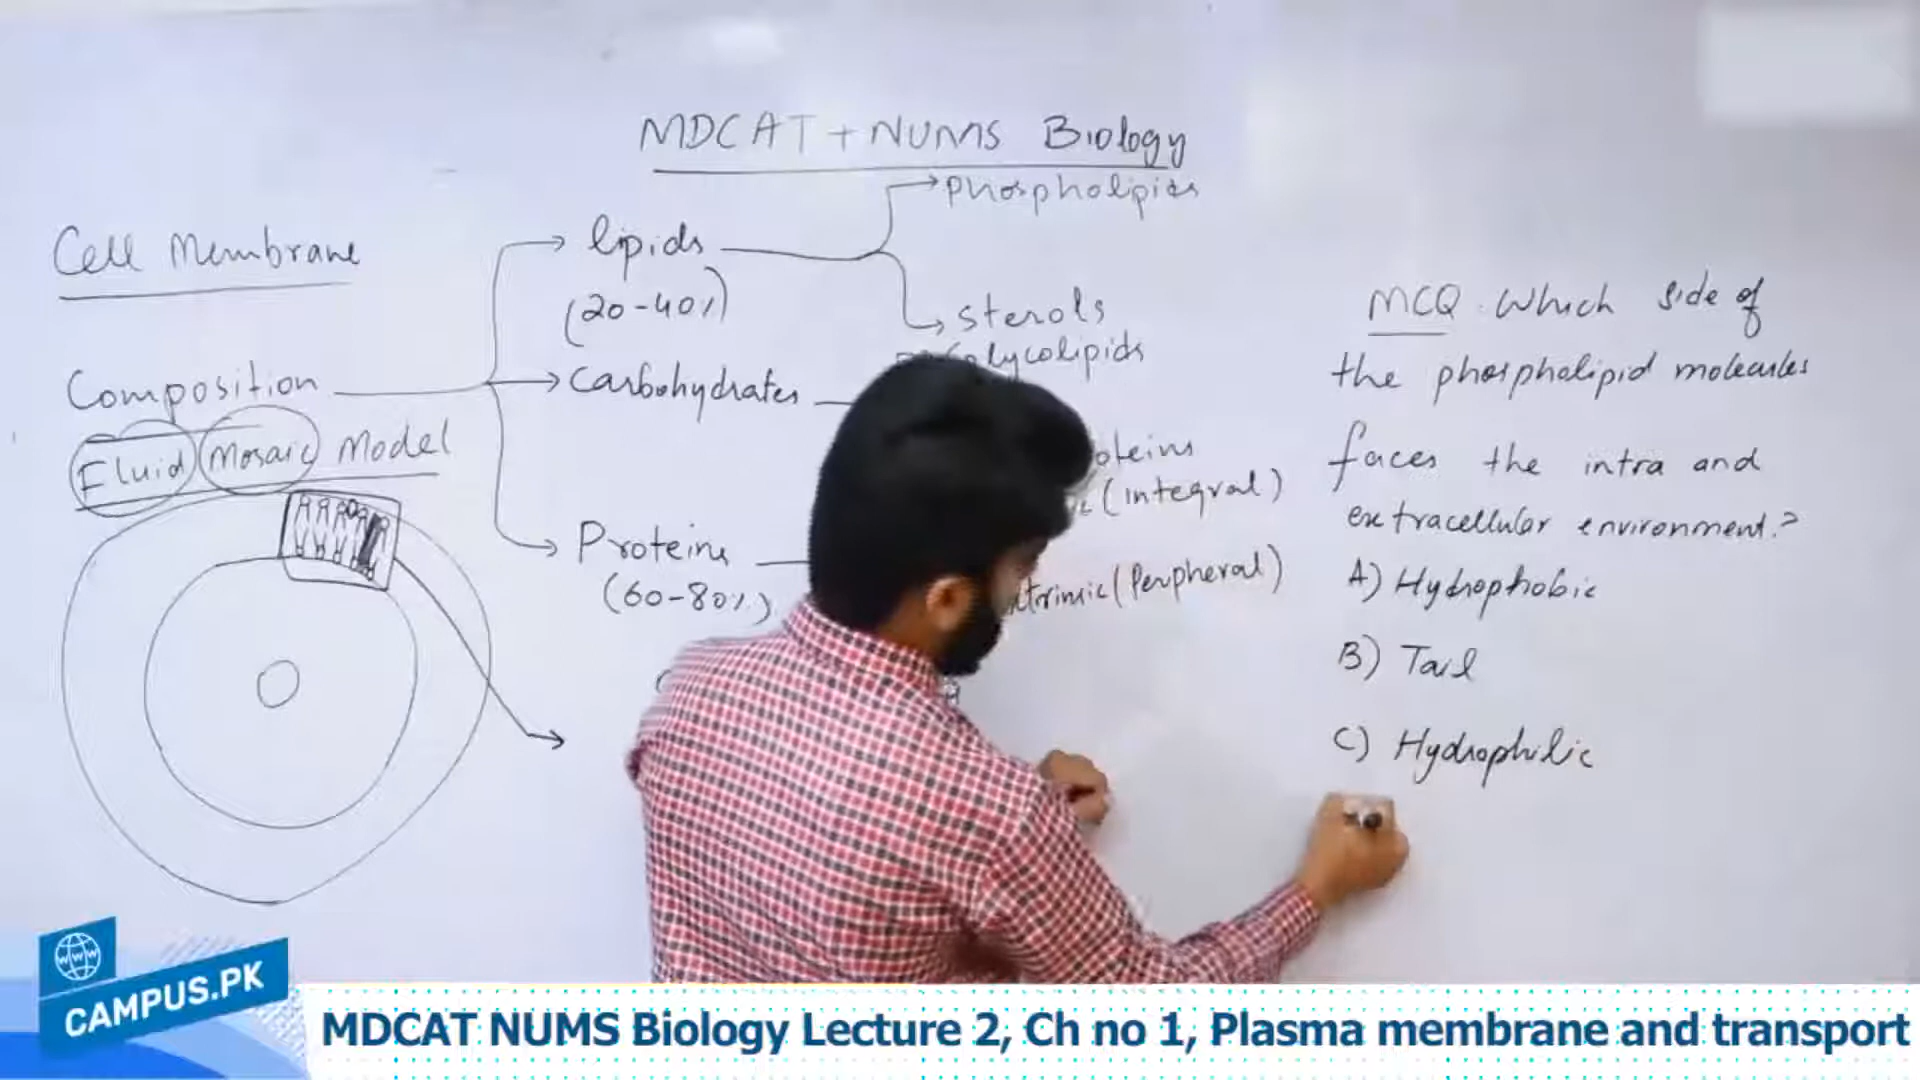 MDCAT + NUMS Biology
Phospholipids
Cell Membrane
lipids
(20-40%)
Sterols
Glycolipids
Composition
Carbohydrates
Fluid Mosaic Model
(integral)
Proteins
(60-80%)
(Peripheral)
MCQ Which side of
the phospholipid molecules
faces the intra and
extracellular environment?
A) Hydrophobic
B) Tail
C) Hydrophilic
www
CAMPUS.PK
MDCAT NUMS Biology Lecture 2, Ch no 1, Plasma membrane and transport